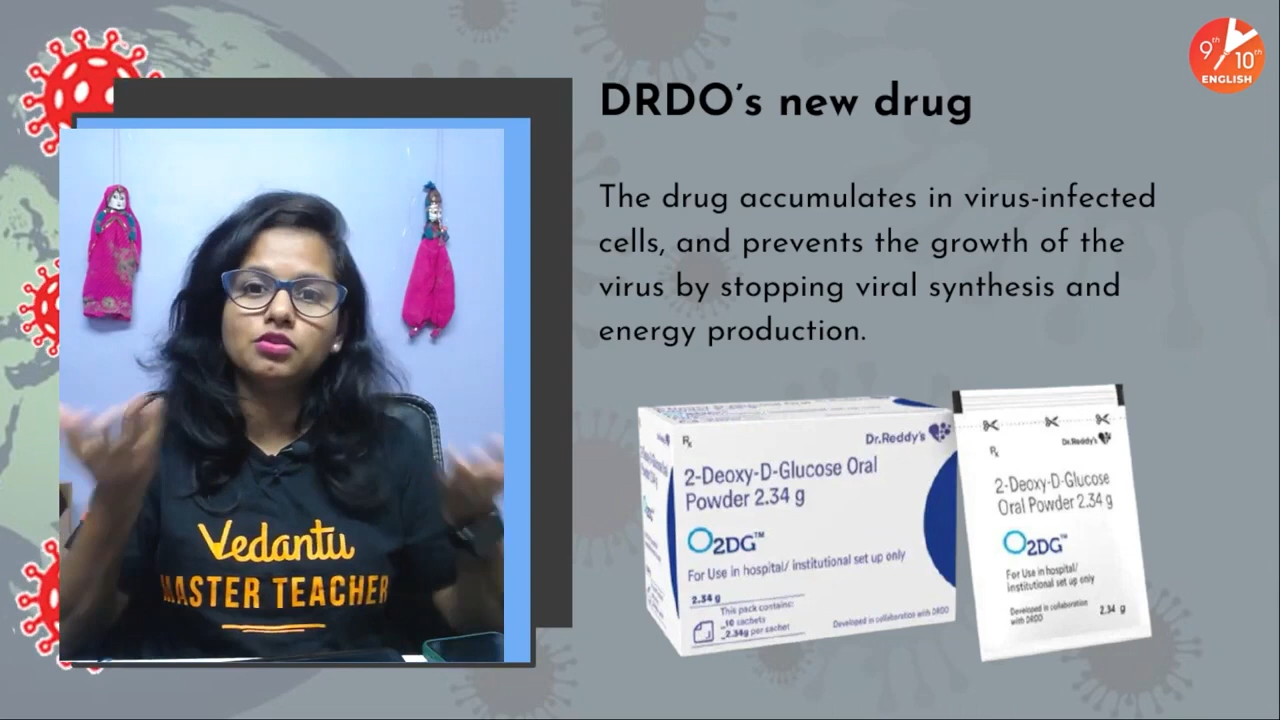 9th 10th
ENGLISH
DRDO's new drug
The drug accumulates in virus-infected
cells, and prevents the growth of the
virus by stopping viral synthesis and
energy production.
Vedantu
MASTER TEACHER
Rx
Dr.Reddy's
2-Deoxy-D-Glucose Oral
Powder 2.34 g
O2DG™
For Use in hospital/ institutional set up only
2.34 g
This pack contains:
10 sachets
2.34g per sachet
Developed in collaboration with DRDO
Dr.Reddy's
Rx
2-Deoxy-D-Glucose
Oral Powder 2.34 g
O2DG™
For Use in hospital/
institutional set up only
Developed in collaboration
with DRDO
2.34 g